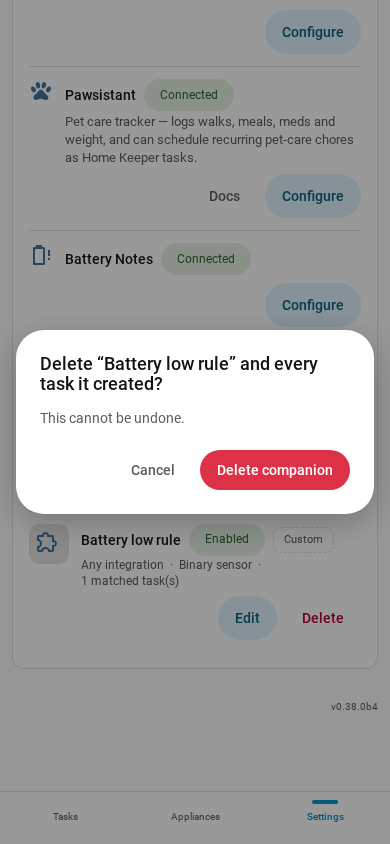 Configure
Pawsistant
Connected
Pet care tracker — logs walks, meals, meds and
weight, and can schedule recurring pet-care chores
as Home Keeper tasks.
Docs
Configure
Battery Notes
Connected
Configure
Delete “Battery low rule” and every
task it created?
This cannot be undone.
Cancel
Delete companion
Battery low rule
Enabled
Custom
Any integration · Binary sensor ·
1 matched task(s)
Edit
Delete
v0.38.0b4
Tasks
Appliances
Settings